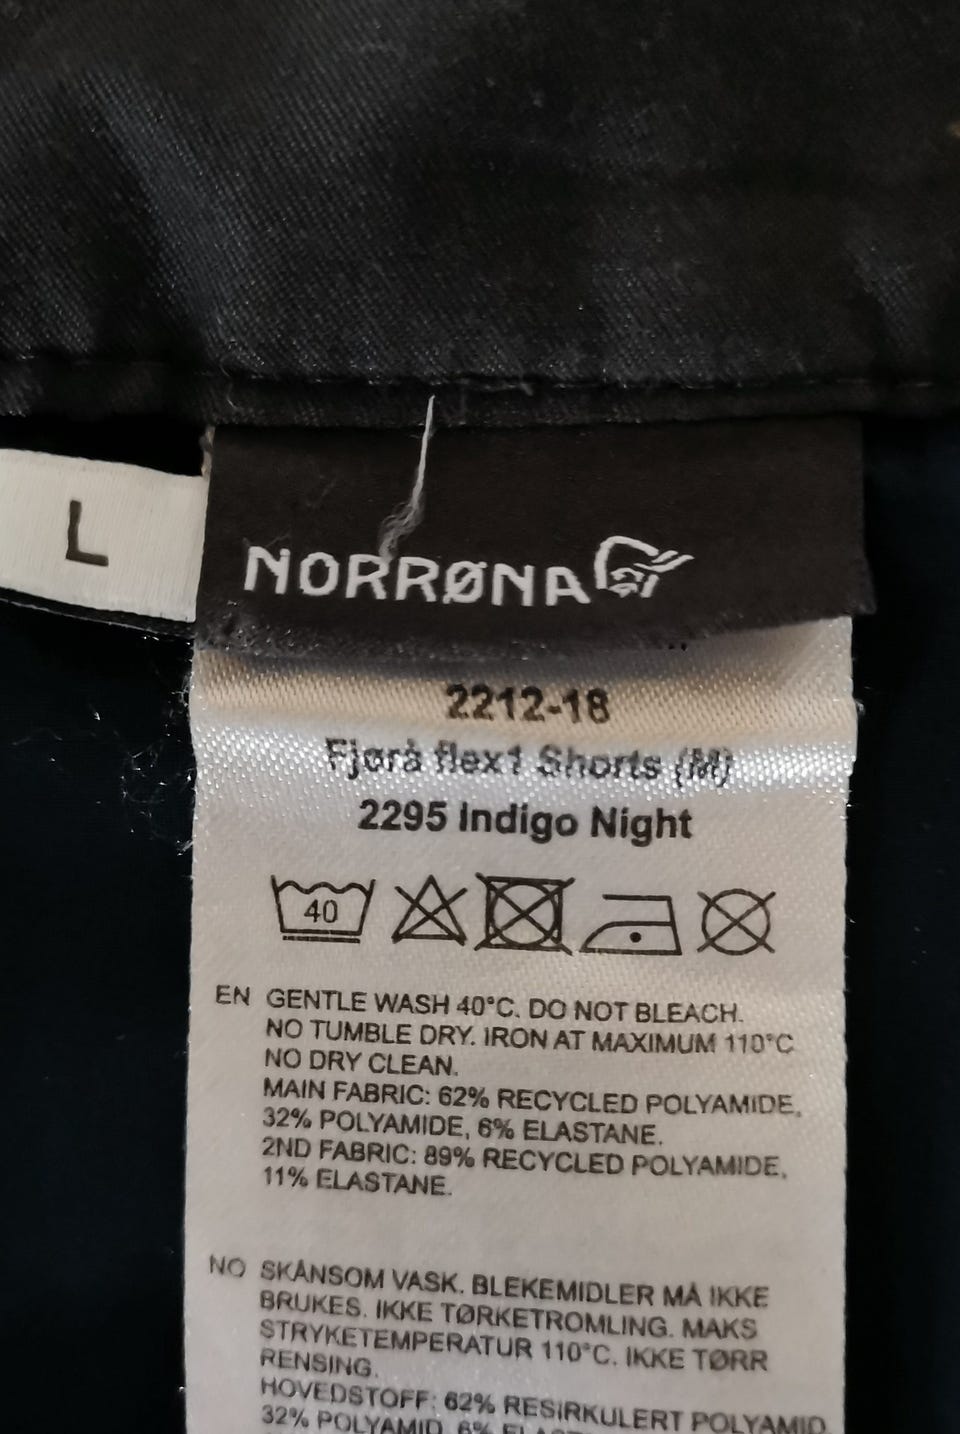 L
NORRØNA
2212-18
Fjørå flex1 Shorts (M)
2295 Indigo Night
40
EN GENTLE WASH 40°C. DO NOT BLEACH.
NO TUMBLE DRY. IRON AT MAXIMUM 110°C
NO DRY CLEAN.
MAIN FABRIC: 62% RECYCLED POLYAMIDE,
32% POLYAMIDE, 6% ELASTANE.
2ND FABRIC: 89% RECYCLED POLYAMIDE,
11% ELASTANE.
NO SKÅNSOM VASK. BLEKEMIDLER MÅ IKKE
BRUKES. IKKE TØRKETROMLING. MAKS
STRYKETEMPERATUR 110°C. IKKE TØRR
RENSING.
HOVEDSTOFF: 62% RESIRKULERT POLYAMID,
32% POLYAMID, 6%